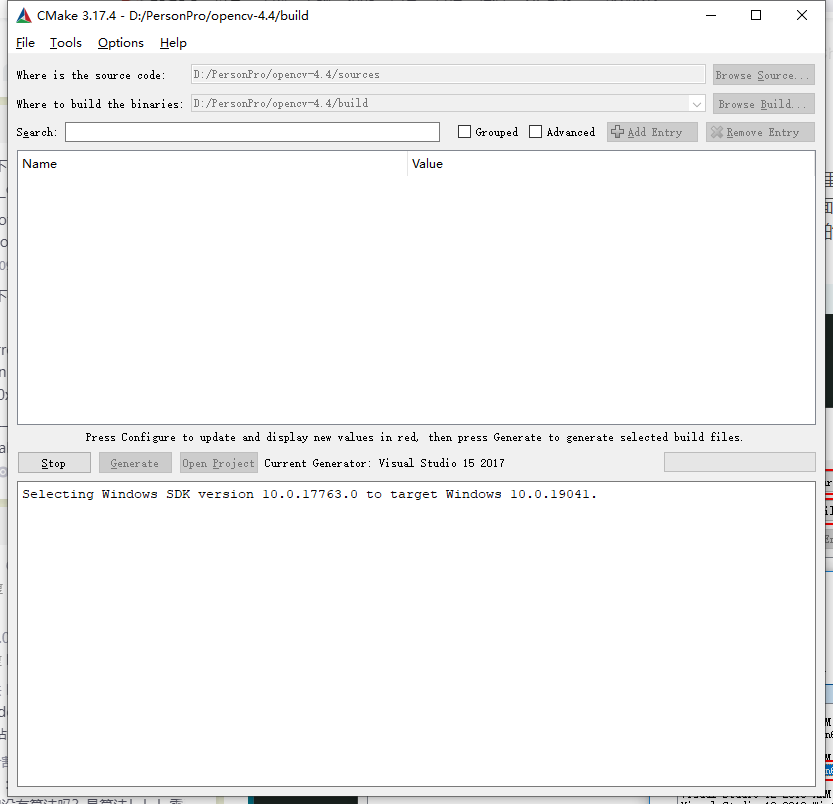 CMake 3.17.4 - D:/PersonPro/opencv-4.4/build
File Tools Options Help
Where is the source code: D:/PersonPro/opencv-4.4/sources Browse Source...
Where to build the binaries: D:/PersonPro/opencv-4.4/build Browse Build...
Search: Grouped Advanced Add Entry Remove Entry
Name Value
Press Configure to update and display new values in red, then press Generate to generate selected build files.
Stop Generate Open Project Current Generator: Visual Studio 15 2017
Selecting Windows SDK version 10.0.17763.0 to target Windows 10.0.19041.